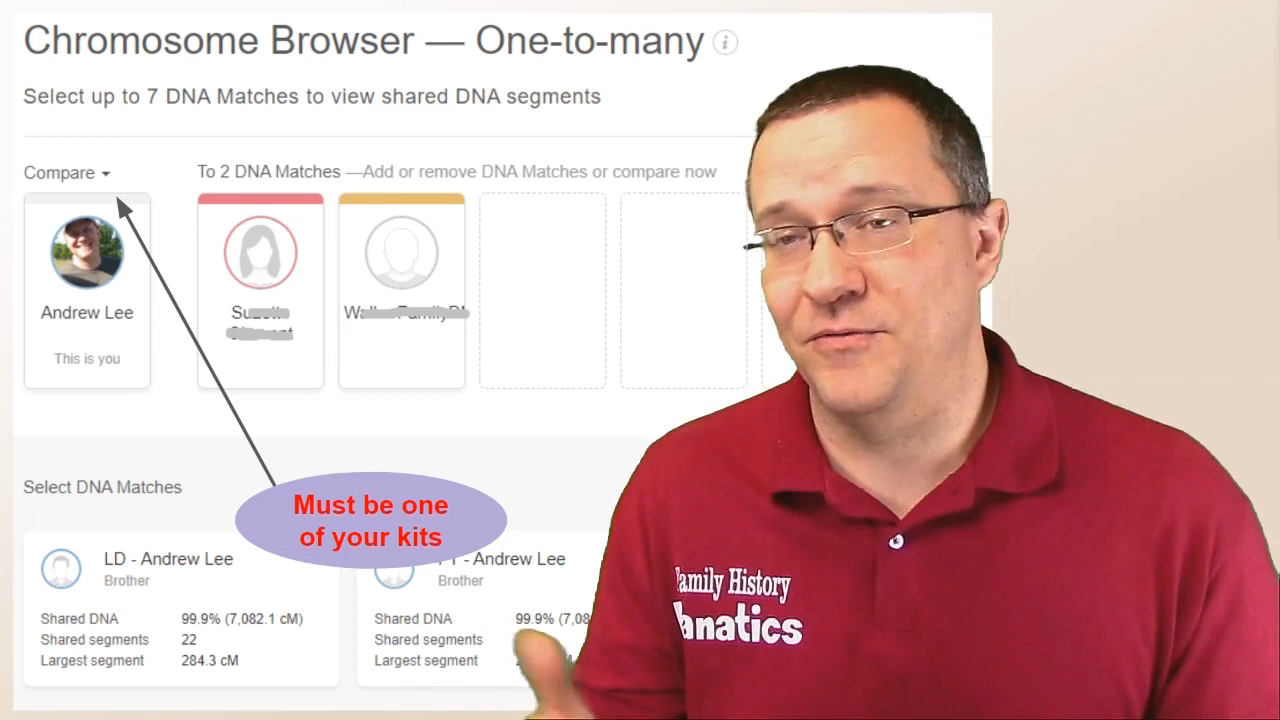 Chromosome Browser — One-to-many
Select up to 7 DNA Matches to view shared DNA segments
Compare
To 2 DNA Matches —Add or remove DNA Matches or compare now
Andrew Lee
This is you
Select DNA Matches
Must be one
of your kits
LD - Andrew Lee
Brother
Shared DNA 99.9% (7,082.1 cM)
Shared segments 22
Largest segment 284.3 cM
- Andrew Lee
Brother
Shared DNA 99.9%
Shared segments
Largest segment
Family History
Fanatics